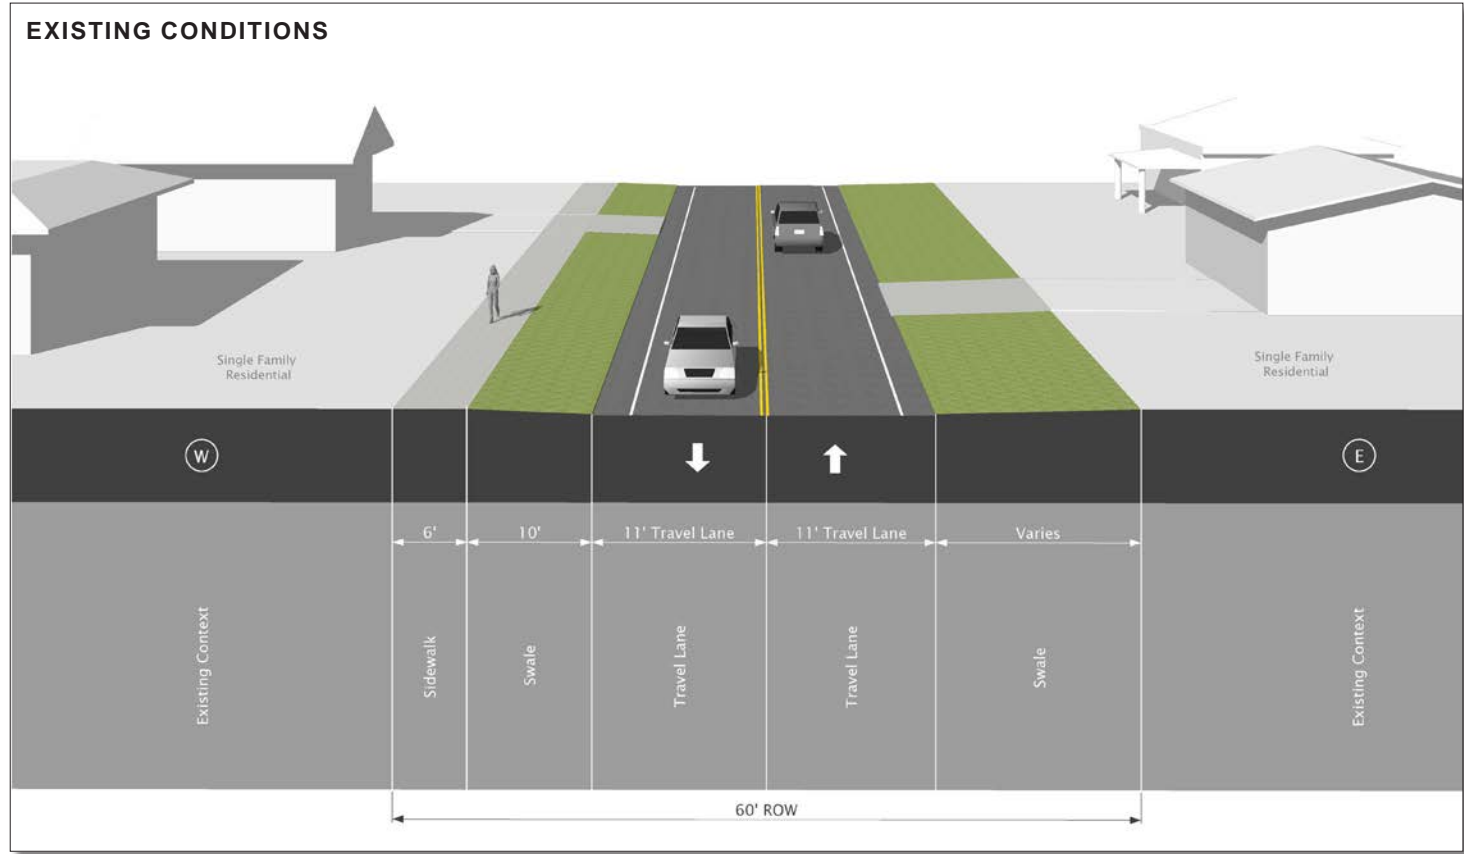 EXISTING CONDITIONS
Single Family
Residential
Single Family
Residential
W
E
6'
10'
11' Travel Lane
11' Travel Lane
Varies
Existing Context
Sidewalk
Swale
Travel Lane
Travel Lane
Swale
Existing Context
60' ROW